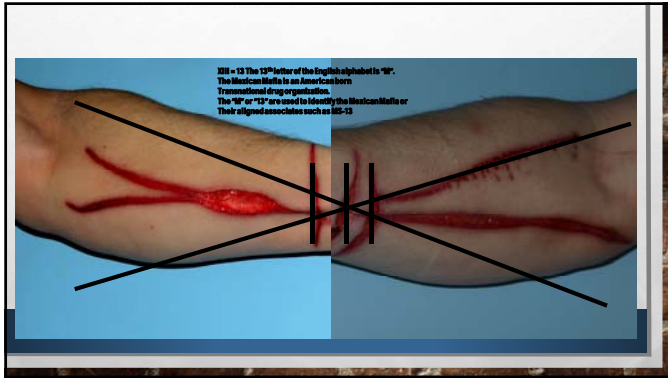 XIII = 13 The 13th letter of the English alphabet is "M".
The Mexican Mafia is an American born
Transnational drug organization.
The "M" or "13" are used to identify the Mexican Mafia or
Their aligned associates such as MS-13